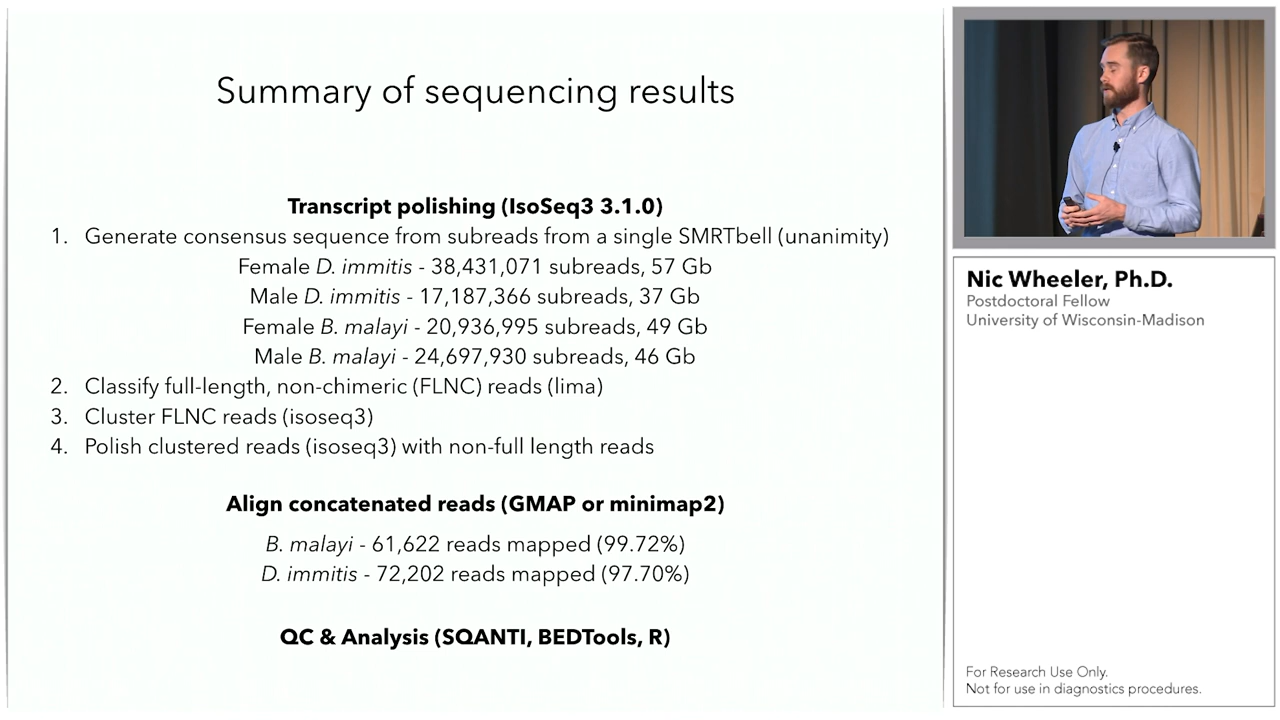 Summary of sequencing results
Transcript polishing (IsoSeq3 3.1.0)
1. Generate consensus sequence from subreads from a single SMRTbell (unanimity)
Female D. immitis - 38,431,071 subreads, 57 Gb
Male D. immitis - 17,187,366 subreads, 37 Gb
Female B. malayi - 20,936,995 subreads, 49 Gb
Male B. malayi - 24,697,930 subreads, 46 Gb
2. Classify full-length, non-chimeric (FLNC) reads (lima)
3. Cluster FLNC reads (isoseq3)
4. Polish clustered reads (isoseq3) with non-full length reads
Align concatenated reads (GMAP or minimap2)
B. malayi - 61,622 reads mapped (99.72%)
D. immitis - 72,202 reads mapped (97.70%)
QC & Analysis (SQANTI, BEDTools, R)
Nic Wheeler, Ph.D.
Postdoctoral Fellow
University of Wisconsin-Madison
For Research Use Only.
Not for use in diagnostics procedures.